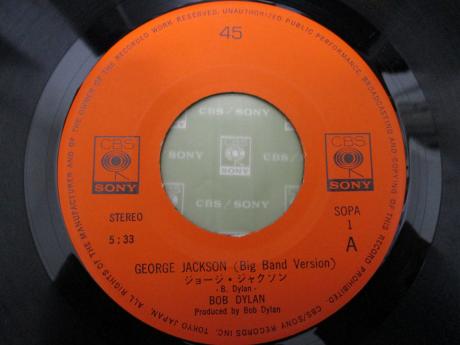 45
ALL RIGHTS OF THE MANUFACTURER AND OF THE OWNER OF THE RECORDED WORK RESERVED. UNAUTHORIZED PUBLIC PERFORMANCE, BROADCASTING AND COPYING OF THIS RECORD PROHIBITED. CBS/SONY RECORDS INC. TOKYO JAPAN.
CBS
SONY
CBS
SONY
CBS/SONY
SONY
CBS/SONY
STEREO
5:33
SOPA
1
A
GEORGE JACKSON (Big Band Version)
ジョージ・ジャクソン
- B. Dylan -
BOB DYLAN
Produced by Bob Dylan